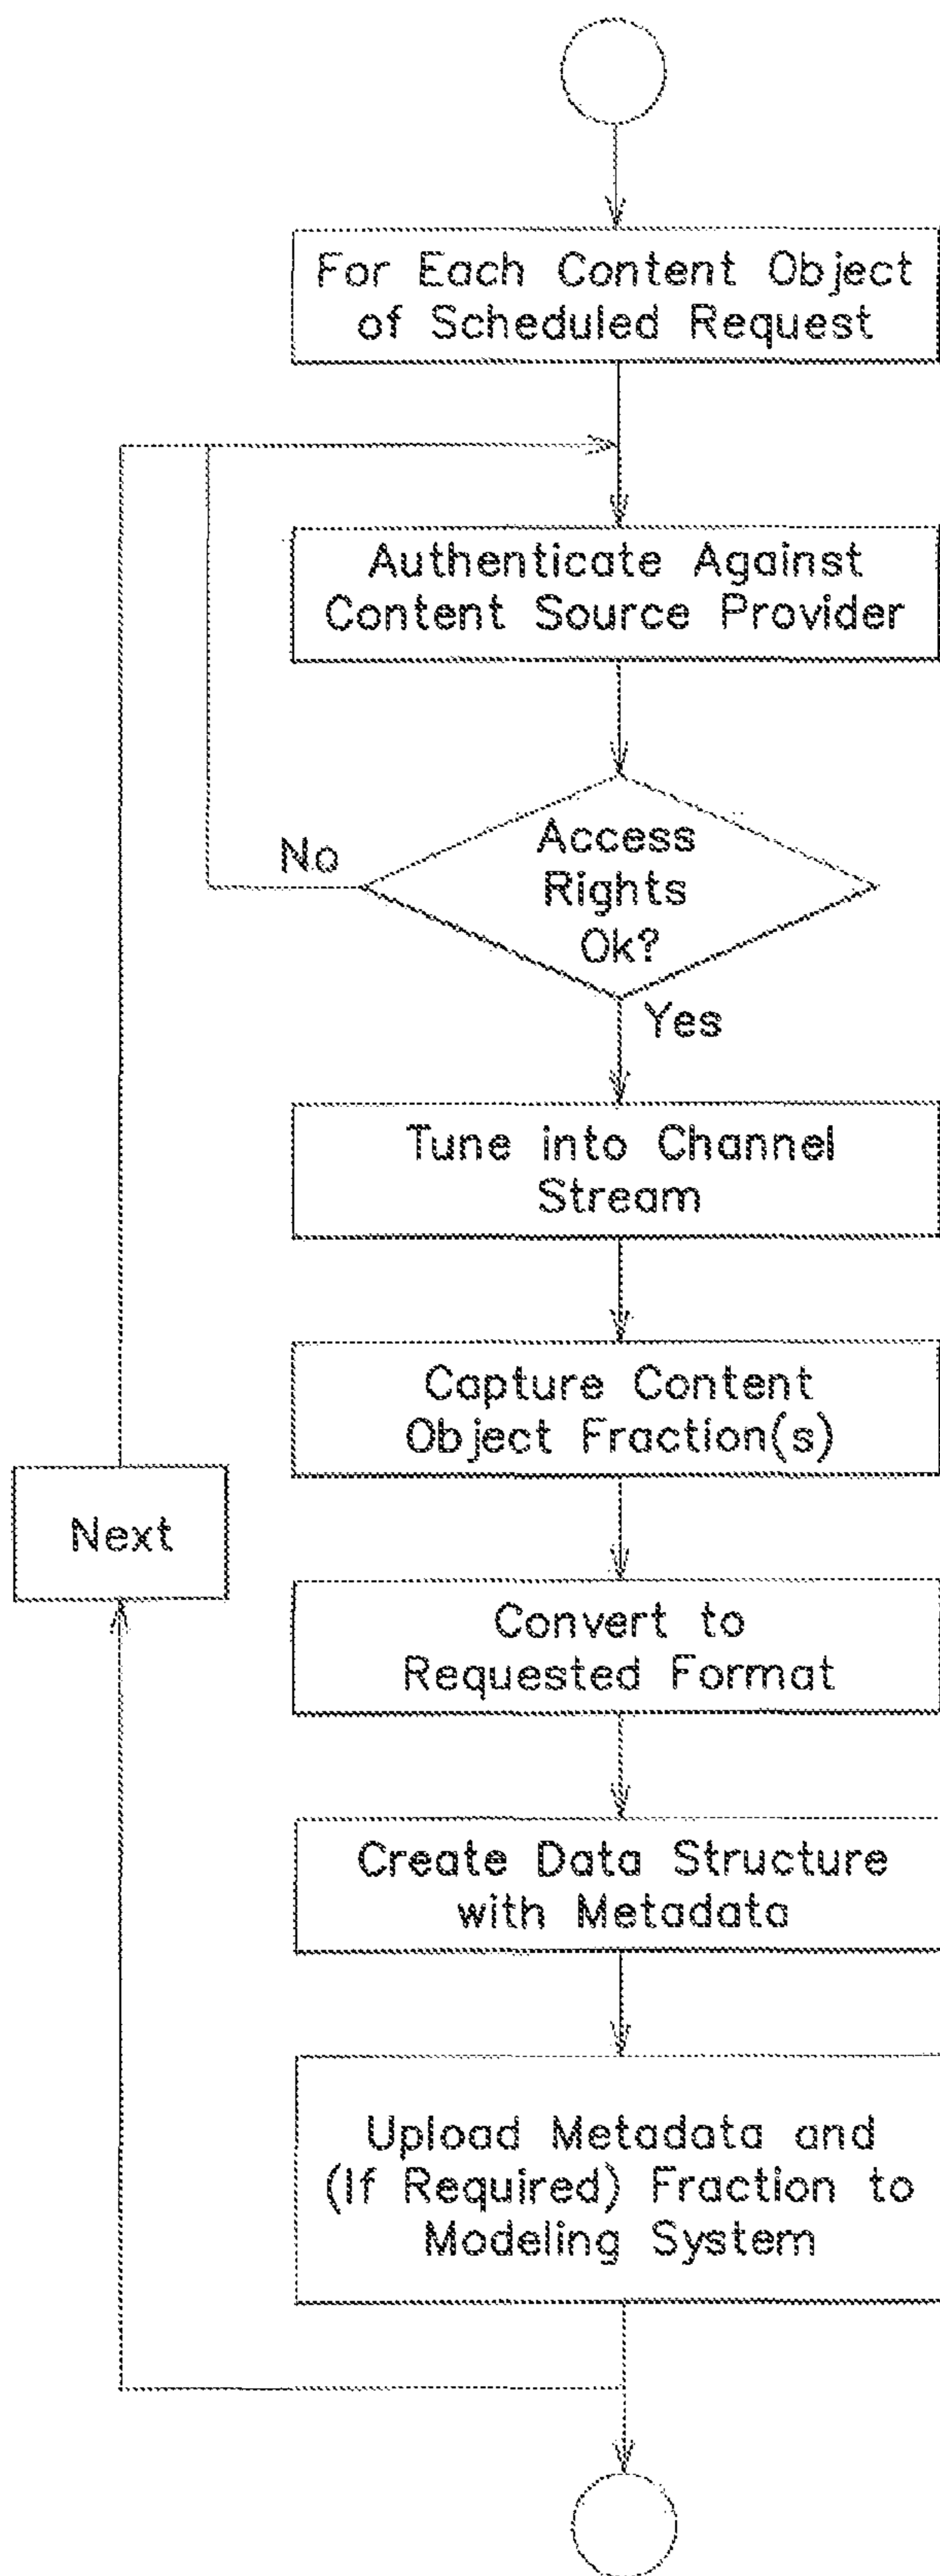 For Each Content Object
of Scheduled Request
Authenticate Against
Content Source Provider
Access
Rights
Ok?
No
Yes
Tune into Channel
Stream
Capture Content
Object Fraction(s)
Next
Convert to
Requested Format
Create Data Structure
with Metadata
Upload Metadata and
(If Required) Fraction to
Modeling System